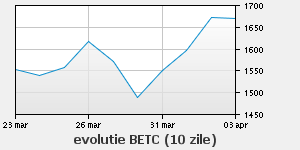 1700
1650
1600
1550
1500
1450
23 mar
26 mar
31 mar
03 apr
evolutie BETC (10 zile)